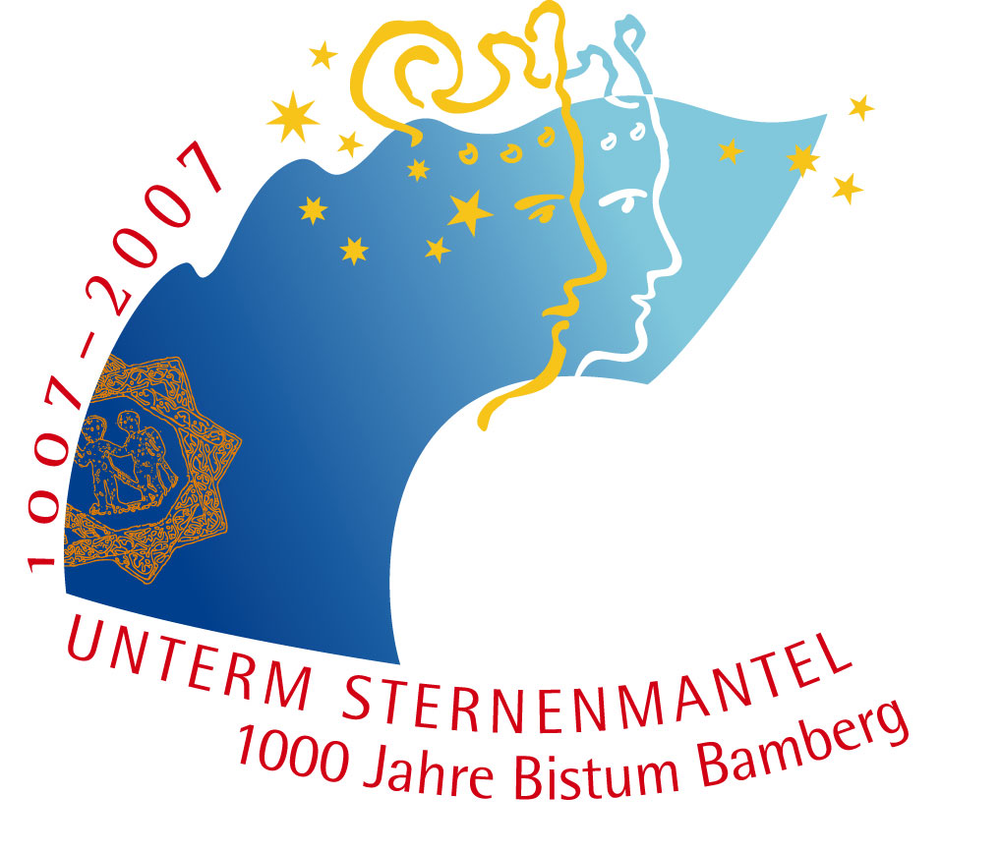 1007–2007
UNTERM STERNENMANTEL
1000 Jahre Bistum Bamberg